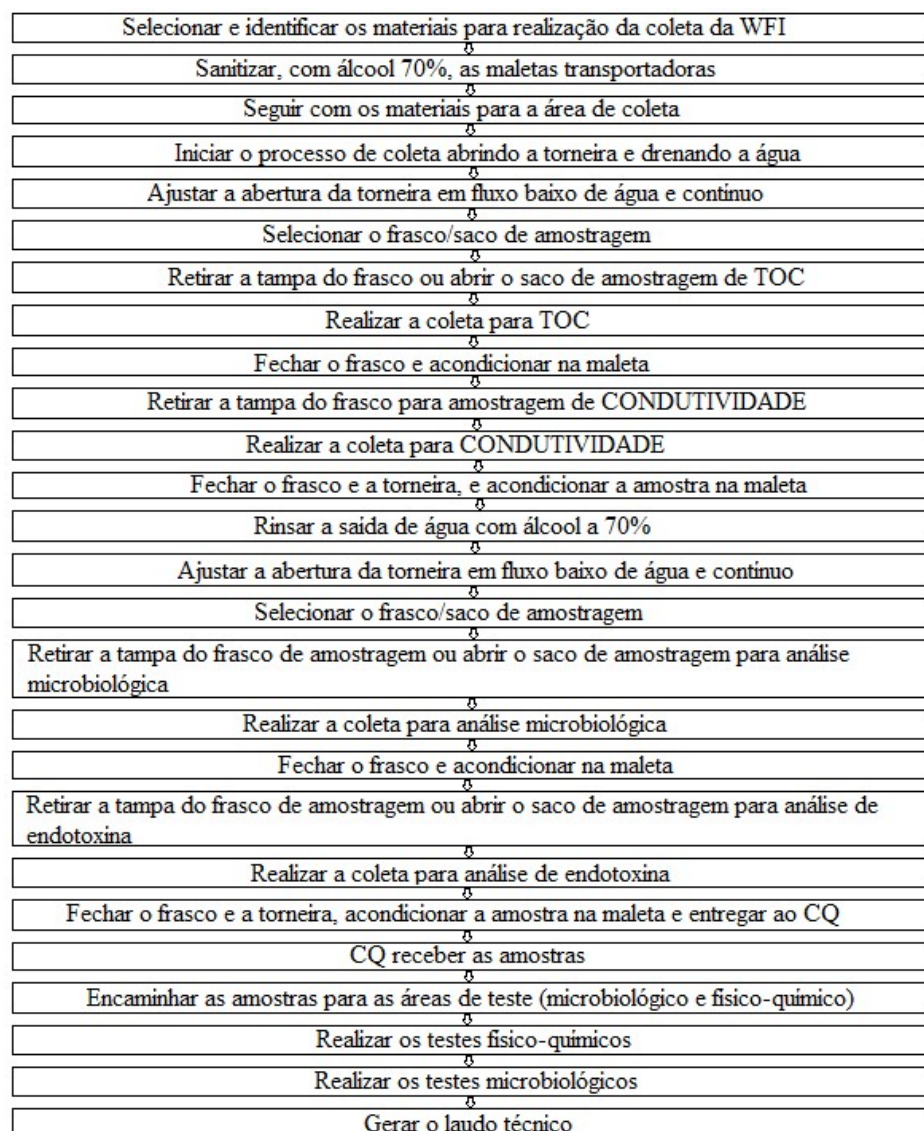 Selecionar e identificar os materiais para realização da coleta da WFI
Sanitizar, com álcool 70%, as maletas transportadoras
Seguir com os materiais para a área de coleta
Iniciar o processo de coleta abrindo a torneira e drenando a água
Ajustar a abertura da torneira em fluxo baixo de água e contínuo
Selecionar o frasco/saco de amostragem
Retirar a tampa do frasco ou abrir o saco de amostragem de TOC
Realizar a coleta para TOC
Fechar o frasco e acondicionar na maleta
Retirar a tampa do frasco para amostragem de CONDUTIVIDADE
Realizar a coleta para CONDUTIVIDADE
Fechar o frasco e a torneira, e acondicionar a amostra na maleta
Rinsar a saida de água com álcool a 70%
Ajustar a abertura da torneira em fluxo baixo de água e contínuo
Selecionar o frasco/saco de amostragem
Retirar a tampa do frasco de amostragem ou abrir o saco de amostragem para análise
microbiológica
Realizar a coleta para análise microbiológica
Fechar o frasco e acondicionar na maleta
Retirar a tampa do frasco de amostragem ou abrir o saco de amostragem para análise de
endotoxina
Realizar a coleta para análise de endotoxina
Fechar o frasco e a torneira, acondicionar a amostra na maleta e entregar ao CQ
CQ receber as amostras
Encaminhar as amostras para as áreas de teste (microbiológico e físico-químico)
Realizar os testes físico-químicos
Realizar os testes microbiológicos
Gerar o laudo técnico